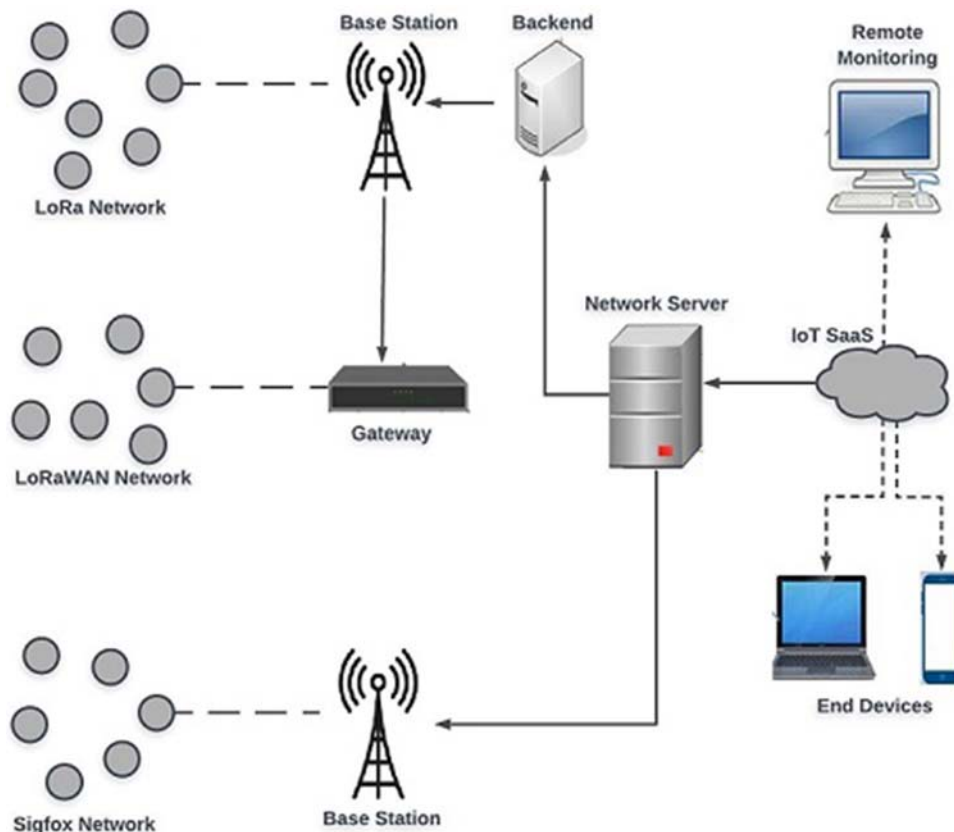 Base Station
Backend
Remote
Monitoring
LoRa Network
Network Server
IoT SaaS
Gateway
LoRaWAN Network
End Devices
Sigfox Network
Base Station